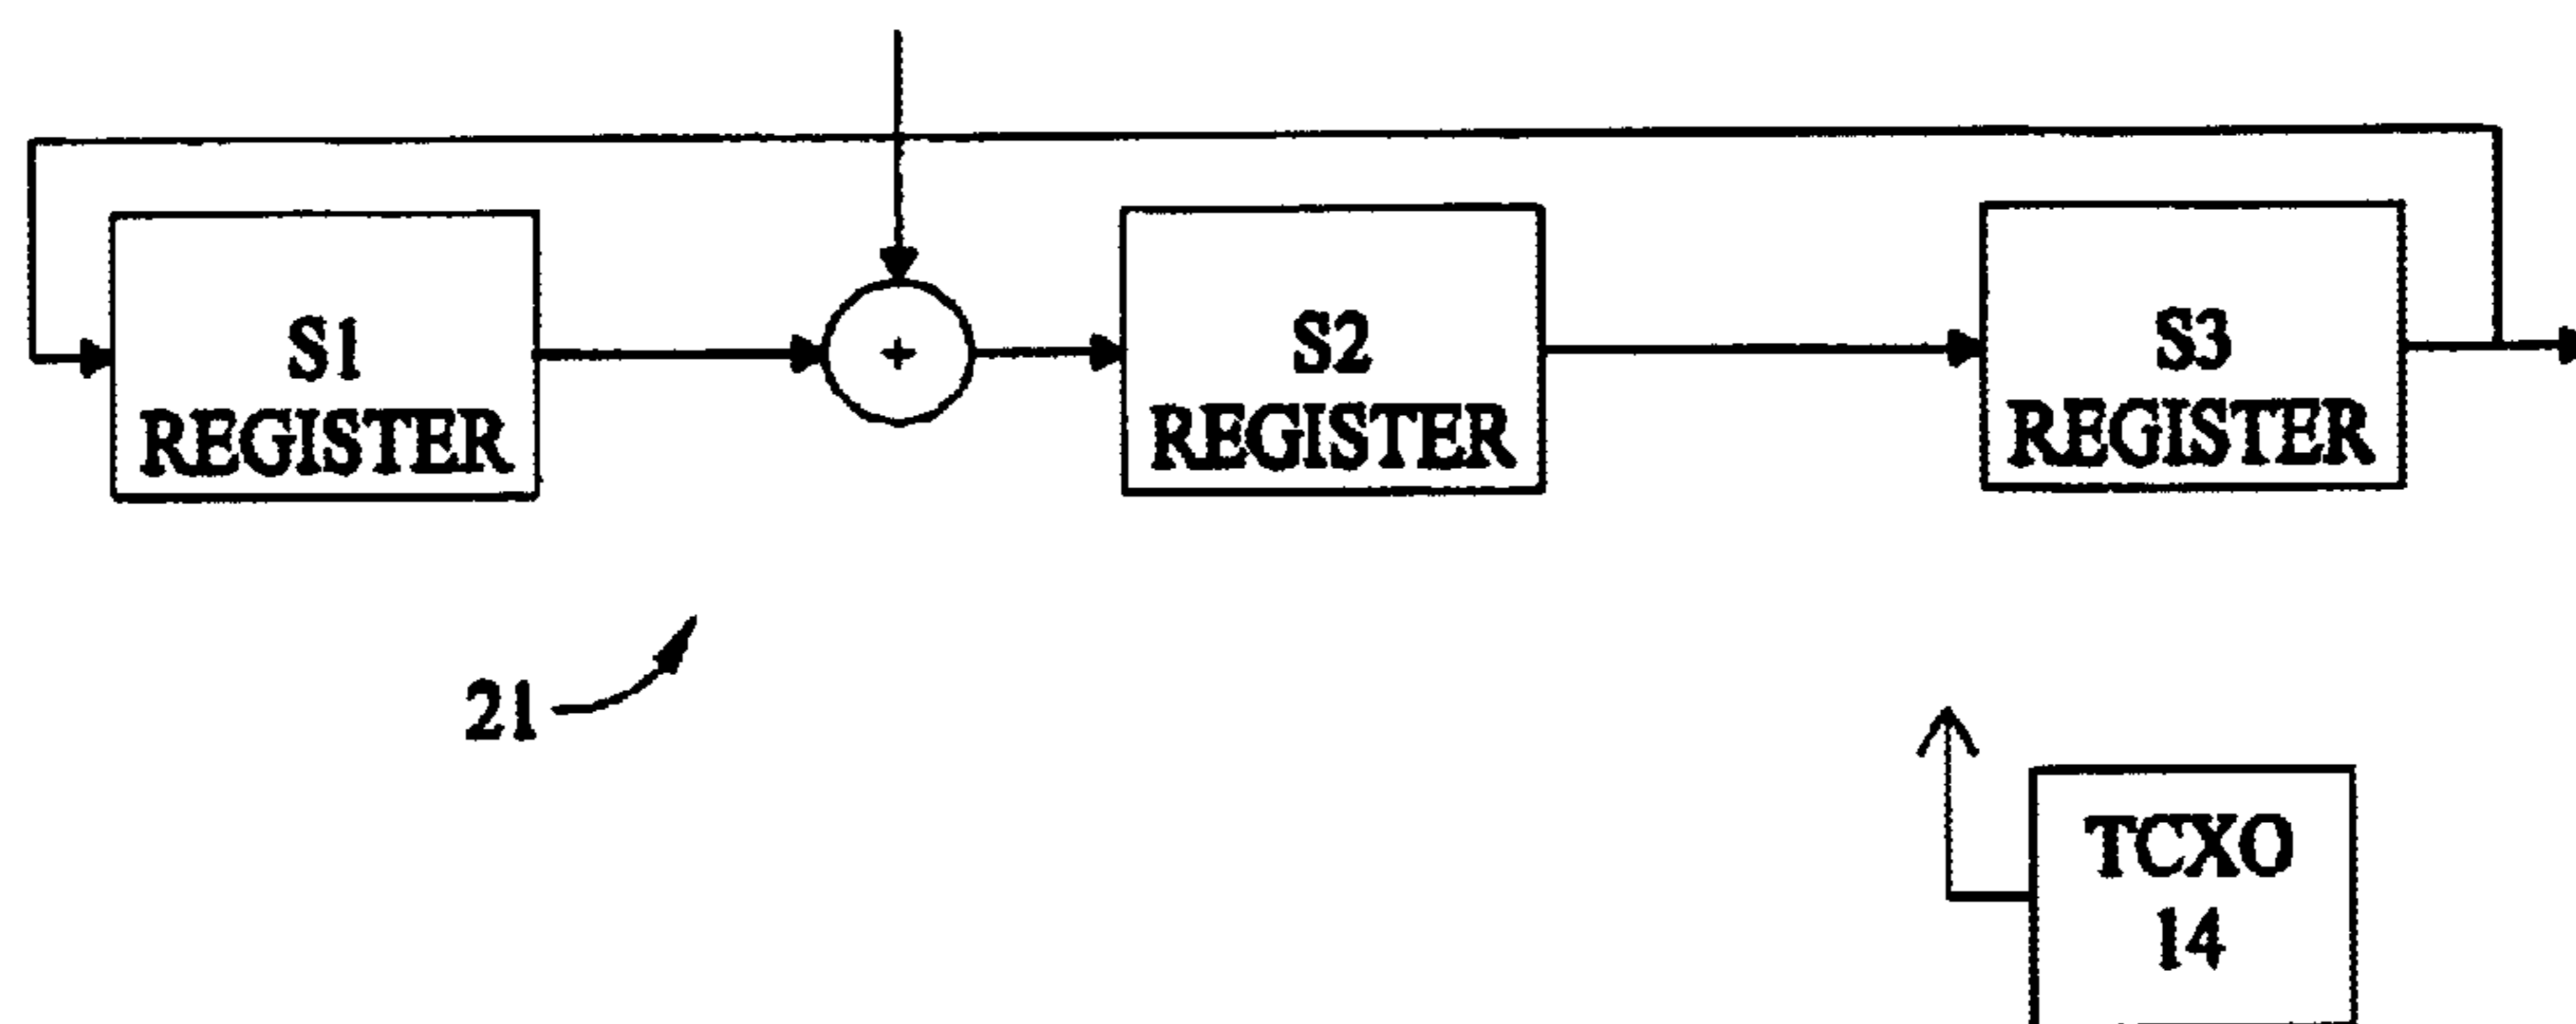 S1
REGISTER
+
S2
REGISTER
S3
REGISTER
21
TCXO
14